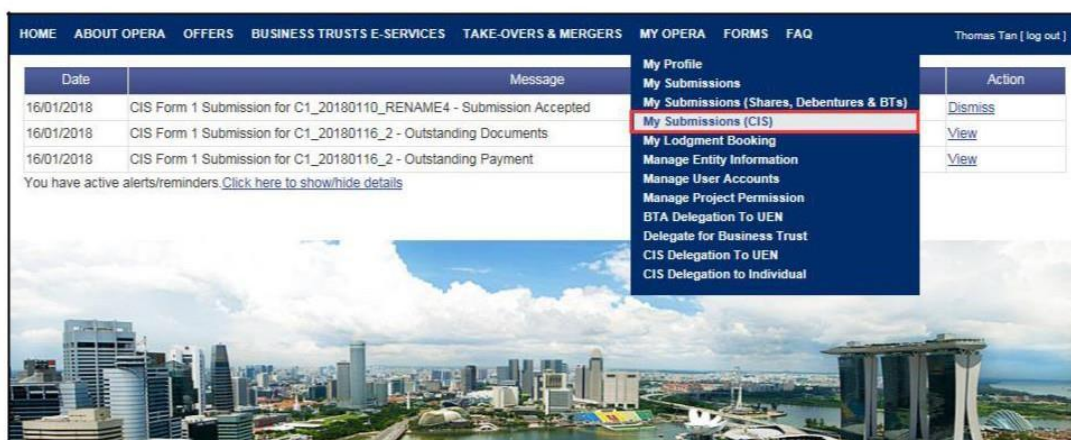 HOME ABOUT OPERA OFFERS BUSINESS TRUSTS E-SERVICES TAKE-OVERS & MERGERS MY OPERA FORMS FAQ Thomas Tan [ log out ]
My Profile
My Submissions
My Submissions (Shares, Debentures & BTs)
My Submissions (CIS)
My Lodgment Booking
Manage Entity Information
Manage User Accounts
Manage Project Permission
BTA Delegation To UEN
Delegate for Business Trust
CIS Delegation To UEN
CIS Delegation to Individual
Date Message Action
16/01/2018 CIS Form 1 Submission for C1_20180110_RENAME4 - Submission Accepted Dismiss
16/01/2018 CIS Form 1 Submission for C1_20180116_2 - Outstanding Documents View
16/01/2018 CIS Form 1 Submission for C1_20180116_2 - Outstanding Payment View
You have active alerts/reminders.Click here to show/hide details